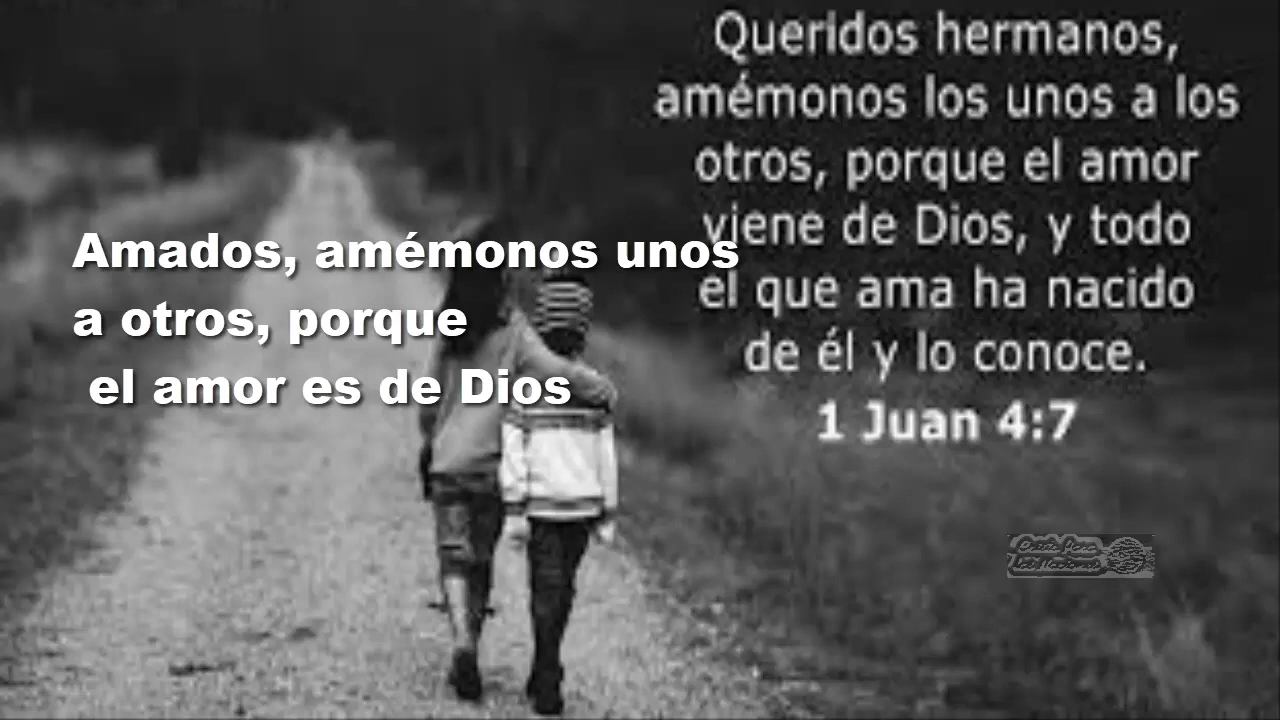 Queridos hermanos,
amémonos los unos a los
otros, porque el amor
viene de Dios, y todo
el que ama ha nacido
de él y lo conoce.
1 Juan 4:7
Amados, amémonos unos
a otros, porque
el amor es de Dios